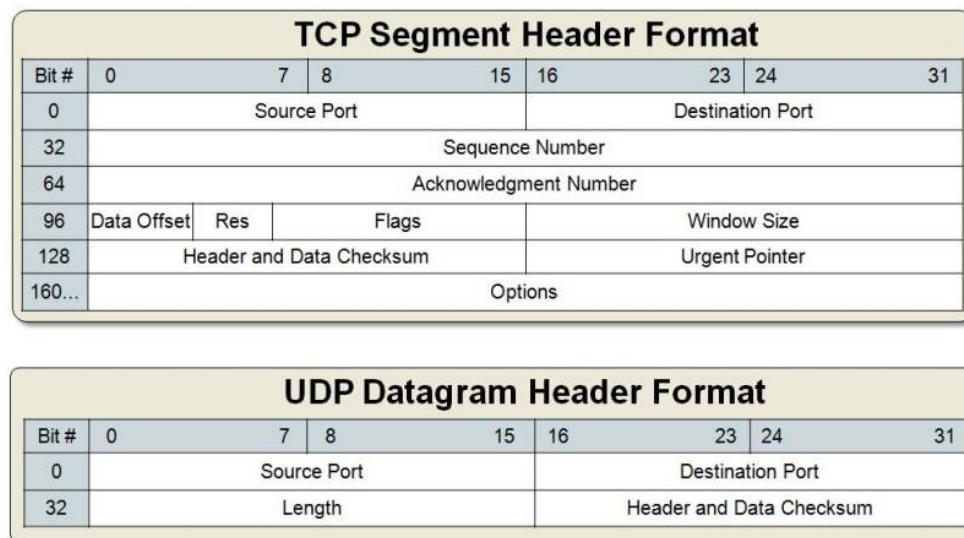 TCP Segment Header Format
Bit # 0 7 8 15 16 23 24 31
0 Source Port Destination Port
32 Sequence Number
64 Acknowledgment Number
96 Data Offset Res Flags Window Size
128 Header and Data Checksum Urgent Pointer
160... Options
UDP Datagram Header Format
Bit # 0 7 8 15 16 23 24 31
0 Source Port Destination Port
32 Length Header and Data Checksum